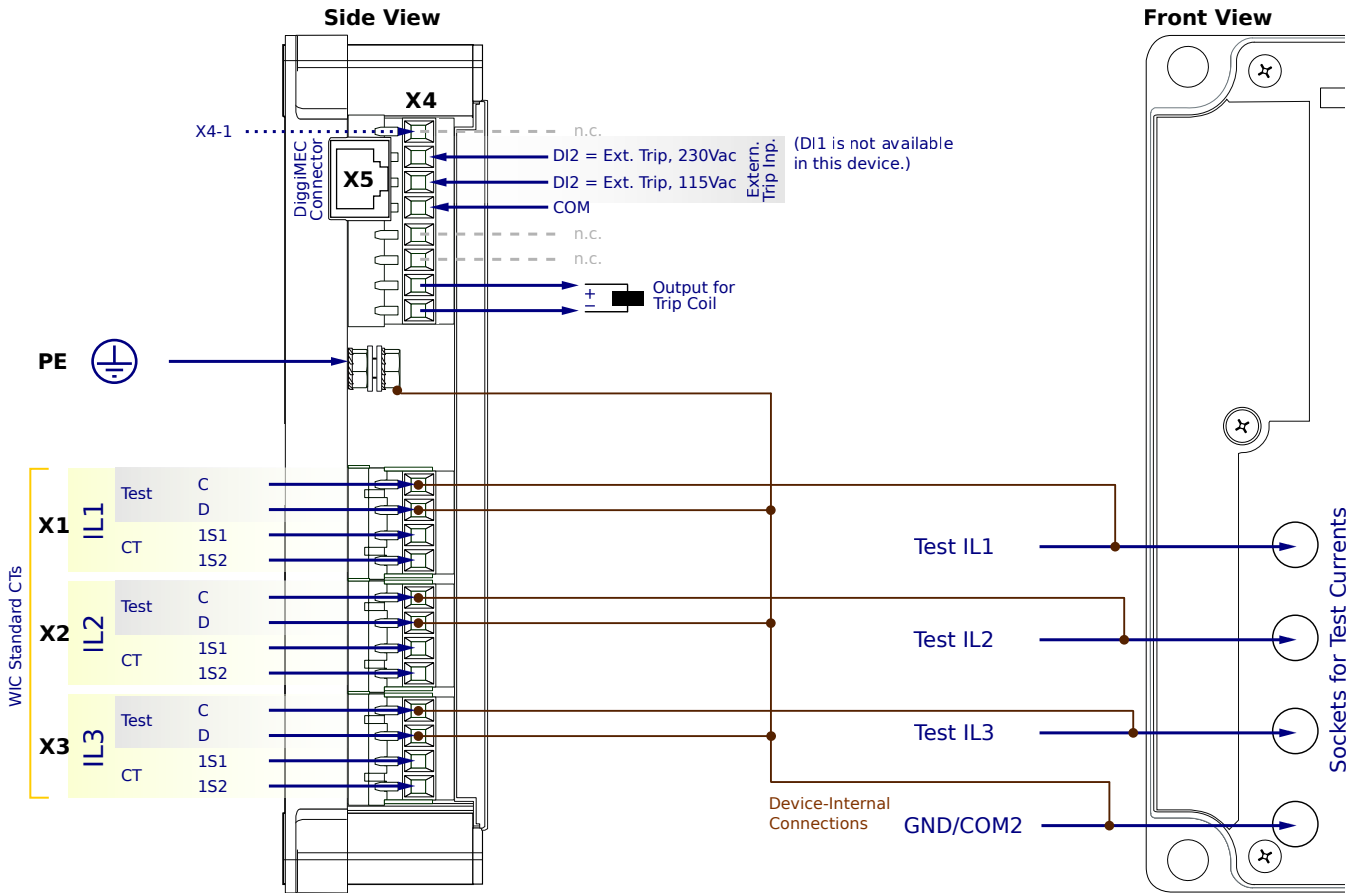 Side View
Front View
X4
X4-1
n.c.
DI2 = Ext. Trip, 230Vac
DI2 = Ext. Trip, 115Vac
Extern.
Trip Inp.
(DI1 is not available
in this device.)
DiggiMEC
Connector
X5
COM
n.c.
n.c.
+
−
Output for
Trip Coil
PE
WIC Standard CTs
X1
IL1
Test
C
D
CT
1S1
1S2
Test IL1
X2
IL2
Test
C
D
CT
1S1
1S2
Test IL2
X3
IL3
Test
C
D
CT
1S1
1S2
Test IL3
Device-Internal
Connections
GND/COM2
Sockets for Test Currents